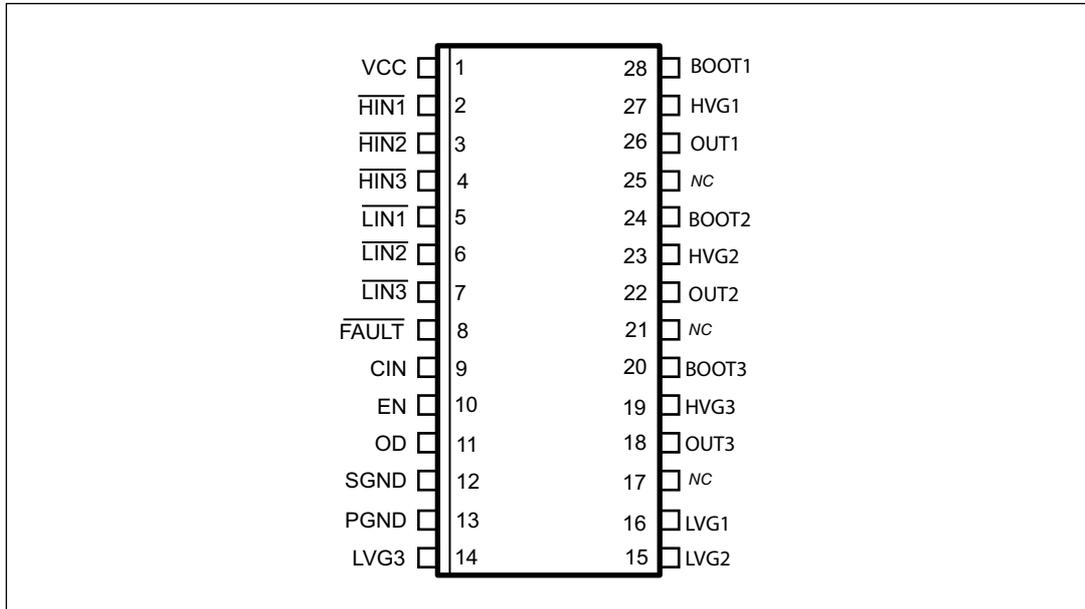 VCC 1 28 BOOT1
HIN1 2 27 HVG1
HIN2 3 26 OUT1
HIN3 4 25 NC
LIN1 5 24 BOOT2
LIN2 6 23 HVG2
LIN3 7 22 OUT2
FAULT 8 21 NC
CIN 9 20 BOOT3
EN 10 19 HVG3
OD 11 18 OUT3
SGND 12 17 NC
PGND 13 16 LVG1
LVG3 14 15 LVG2